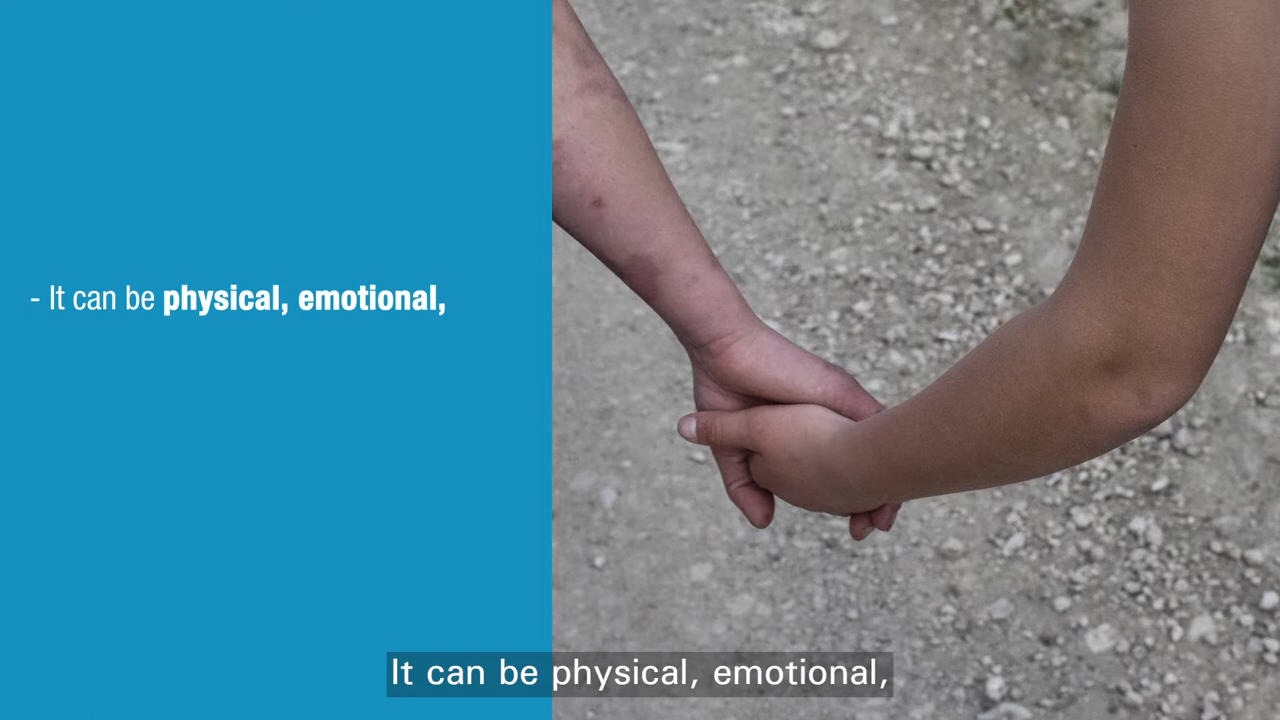 - It can be physical, emotional,
It can be physical, emotional,